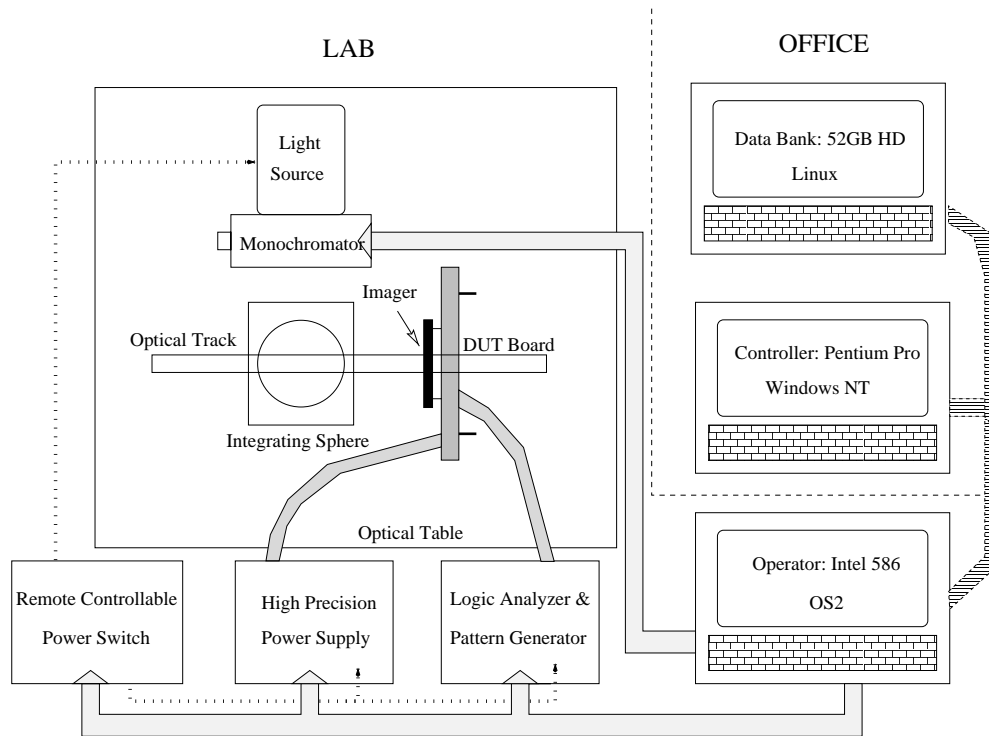 LAB
OFFICE
Light
Source
Monochromator
Imager
Optical Track
DUT Board
Integrating Sphere
Optical Table
Data Bank: 52GB HD
Linux
Controller: Pentium Pro
Windows NT
Operator: Intel 586
OS2
Remote Controllable
Power Switch
High Precision
Power Supply
Logic Analyzer &
Pattern Generator